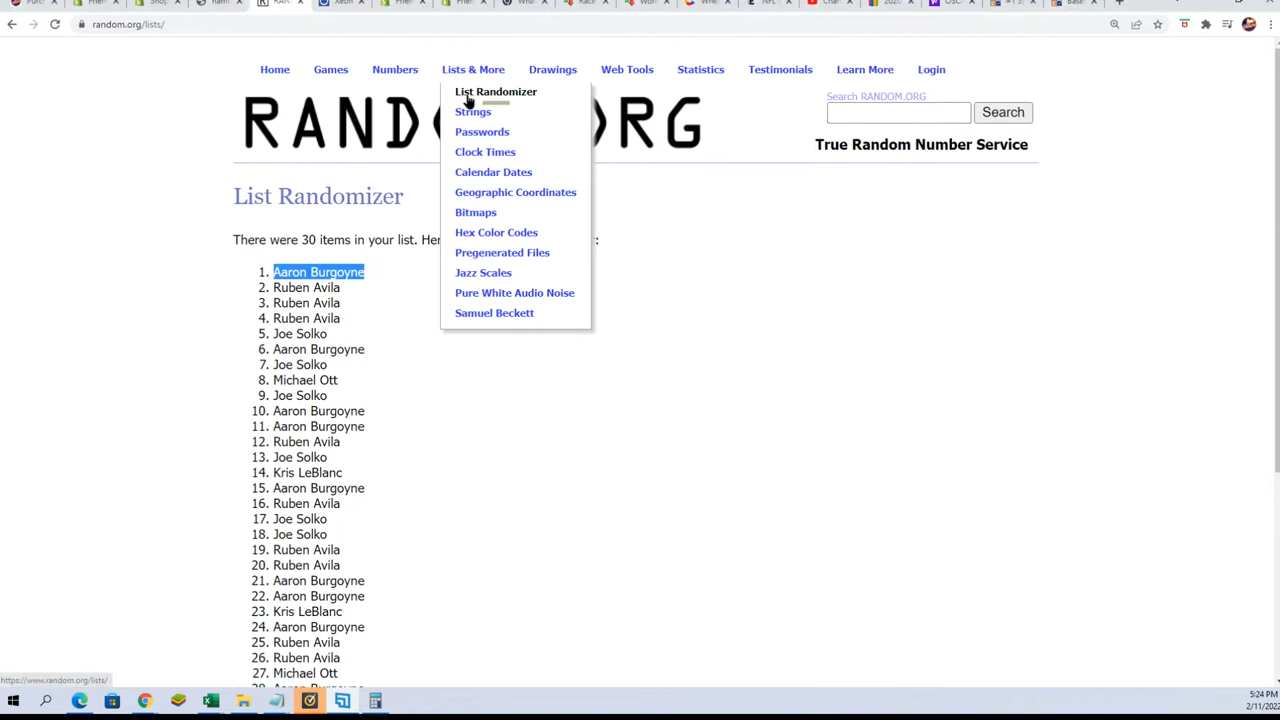 random.org/lists/
Home Games Numbers Lists & More Drawings Web Tools Statistics Testimonials Learn More Login
List Randomizer
Strings
Passwords
Clock Times
Calendar Dates
Geographic Coordinates
Bitmaps
Hex Color Codes
Pregenerated Files
Jazz Scales
Pure White Audio Noise
Samuel Beckett
Search RANDOM.ORG
Search
True Random Number Service
List Randomizer
There were 30 items in your list. Her
1. Aaron Burgoyne
2. Ruben Avila
3. Ruben Avila
4. Ruben Avila
5. Joe Solko
6. Aaron Burgoyne
7. Joe Solko
8. Michael Ott
9. Joe Solko
10. Aaron Burgoyne
11. Aaron Burgoyne
12. Ruben Avila
13. Joe Solko
14. Kris LeBlanc
15. Aaron Burgoyne
16. Ruben Avila
17. Joe Solko
18. Joe Solko
19. Ruben Avila
20. Ruben Avila
21. Aaron Burgoyne
22. Aaron Burgoyne
23. Kris LeBlanc
24. Aaron Burgoyne
25. Ruben Avila
26. Ruben Avila
27. Michael Ott
https://www.random.org/lists/
5:24 PM